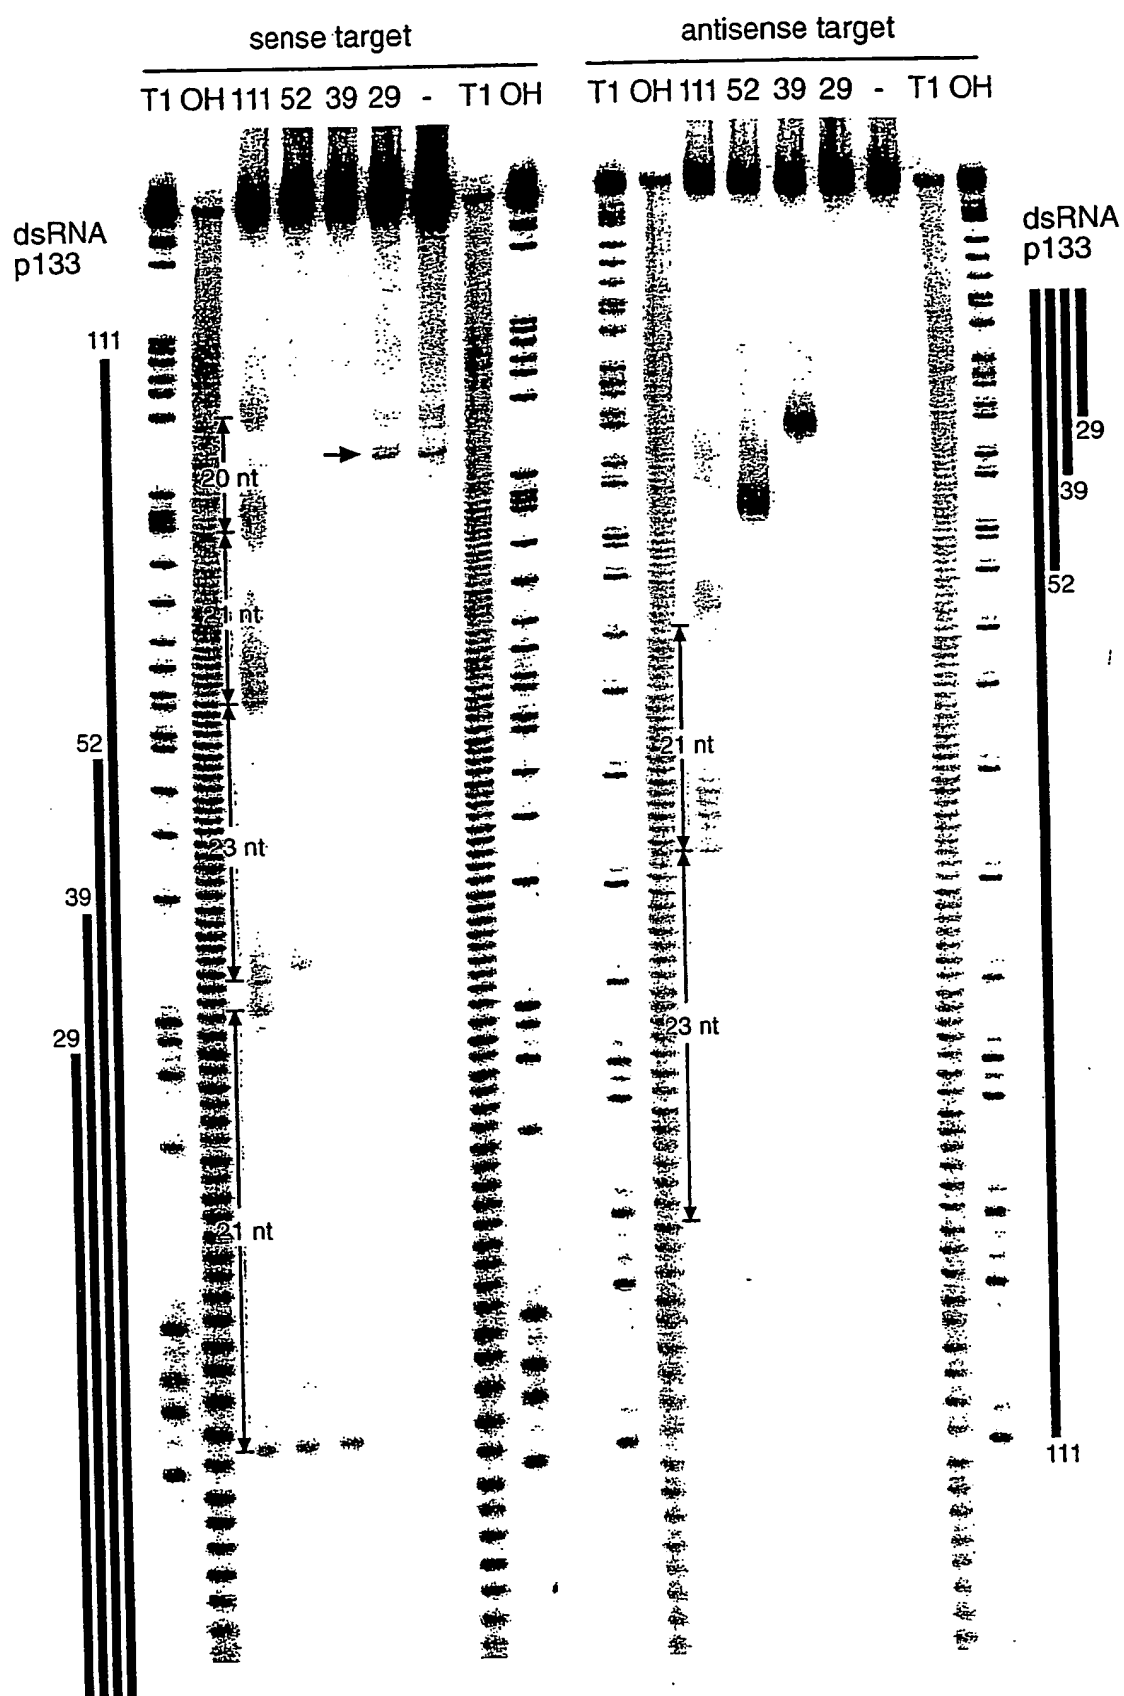 sense target
antisense target
T1 OH 111 52 39 29 - T1 OH
T1 OH 111 52 39 29 - T1 OH
dsRNA
p133
dsRNA
p133
111
29
20 nt
39
52
nt
52
21 nt
23 nt
39
23 nt
29
21 nt
111